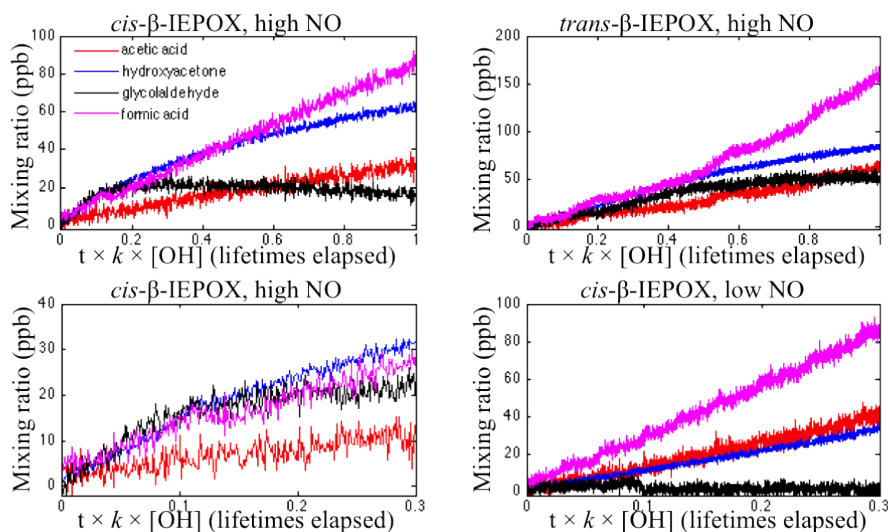 cis-β-IEPOX, high NO
Mixing ratio (ppb)
100
80
60
40
20
0
acetic acid
hydroxyacetone
glycolaldehyde
formic acid
0 0.2 0.4 0.6 0.8 1
t × k × [OH] (lifetimes elapsed)
trans-β-IEPOX, high NO
Mixing ratio (ppb)
200
150
100
50
0
0 0.2 0.4 0.6 0.8 1
t × k × [OH] (lifetimes elapsed)
cis-β-IEPOX, high NO
Mixing ratio (ppb)
40
30
20
10
0
0 0.1 0.2 0.3
t × k × [OH] (lifetimes elapsed)
cis-β-IEPOX, low NO
Mixing ratio (ppb)
100
80
60
40
20
0
0 0.1 0.2 0.3
t × k × [OH] (lifetimes elapsed)